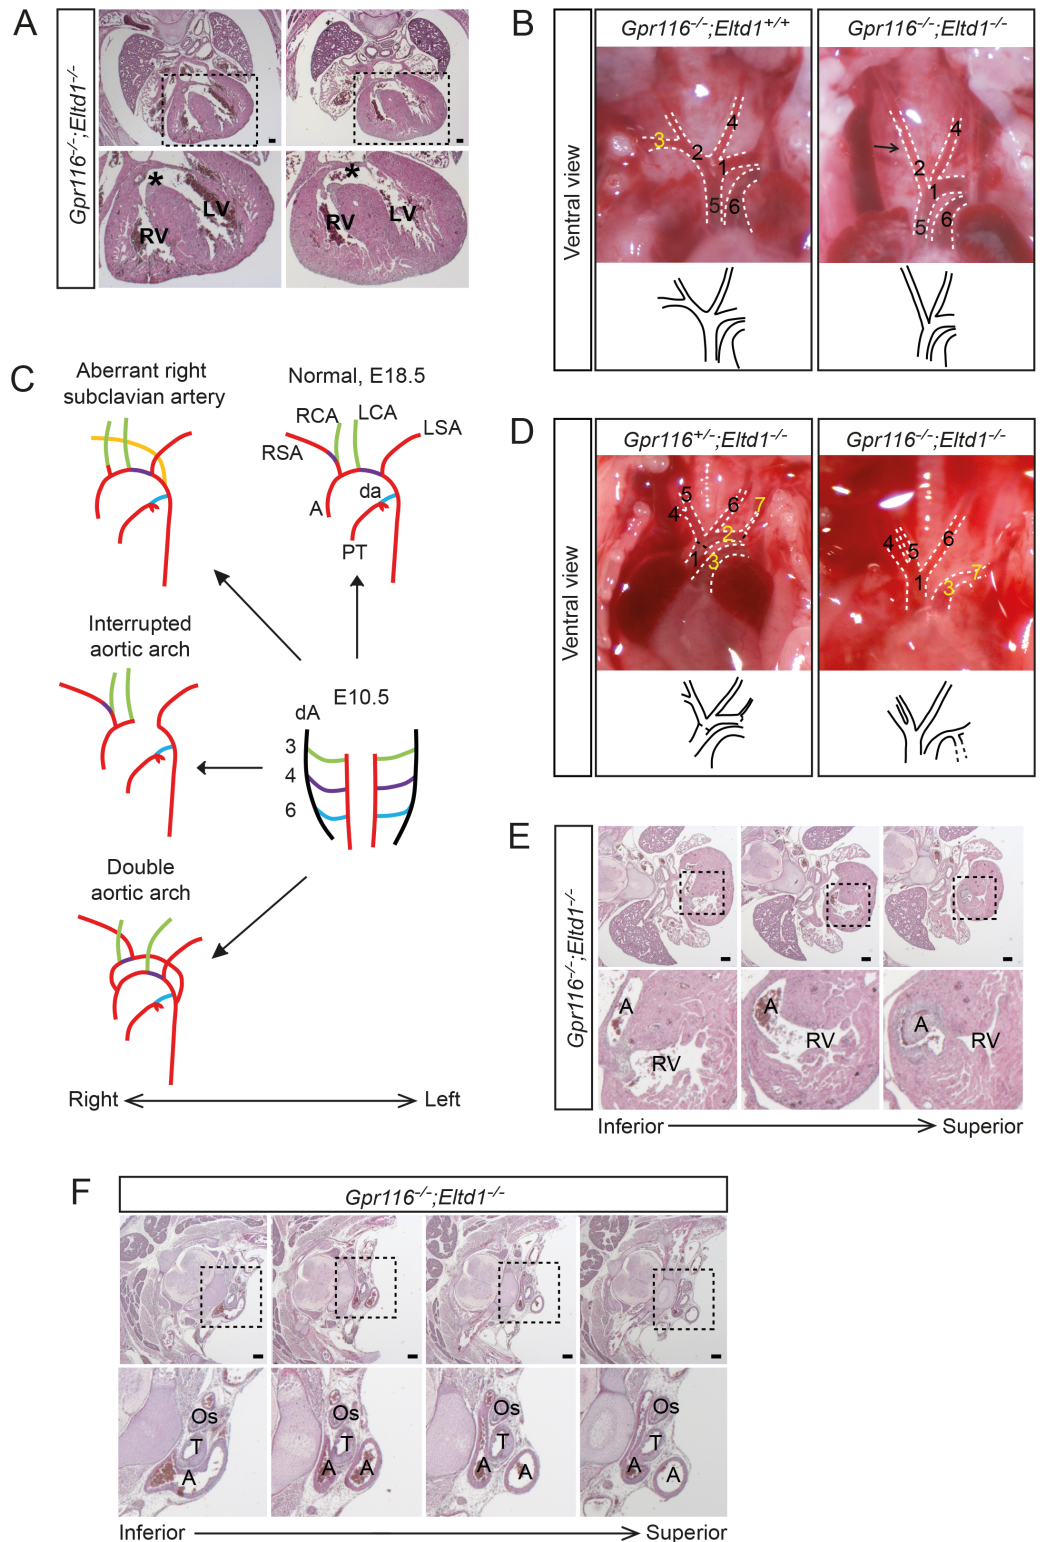 A
Gpr116-/-;Eltd1-/-
*
LV
RV
*
LV
RV
B
Gpr116-/-;Eltd1+/+
Gpr116-/-;Eltd1-/-
Ventral view
3
4
2
1
5
6
4
2
1
5
6
C
Aberrant right
subclavian artery
Normal, E18.5
RCA
LCA
RSA
LSA
da
A
PT
Interrupted
aortic arch
E10.5
dA
3
4
6
Double
aortic arch
Right
Left
D
Gpr116+/-;Eltd1-/-
Gpr116-/-;Eltd1-/-
Ventral view
5
4
6
7
2
1
3
4
5
6
1
3
7
E
Gpr116-/-;Eltd1-/-
A
RV
A
RV
A
RV
Inferior
Superior
F
Gpr116-/-;Eltd1-/-
Os
T
A
Os
T
A
A
Os
T
A
A
Os
T
A
A
Inferior
Superior